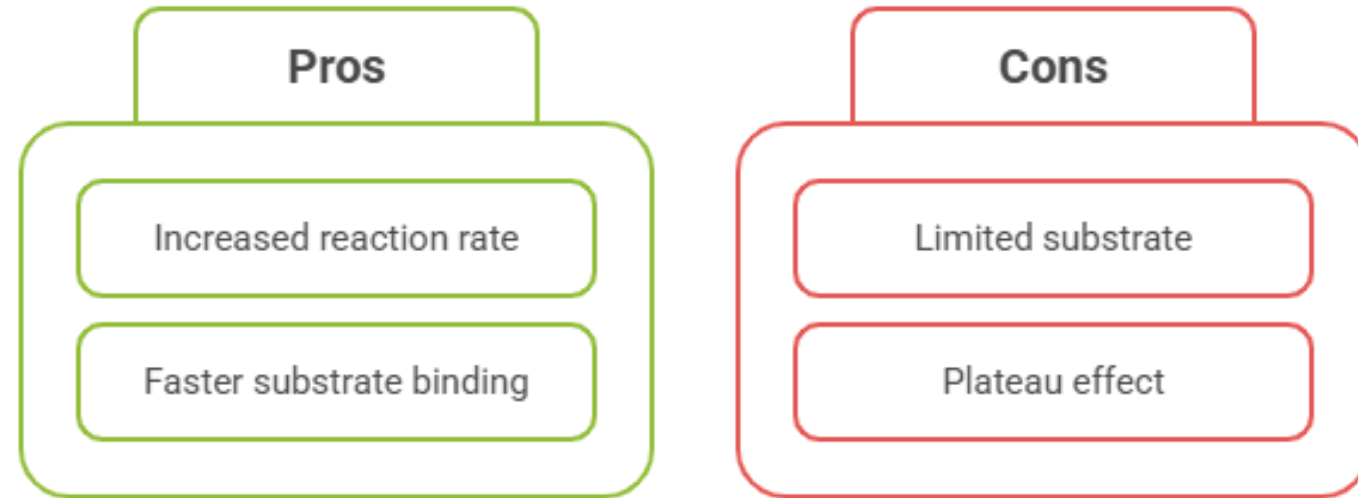 Pros
Increased reaction rate
Faster substrate binding
Cons
Limited substrate
Plateau effect